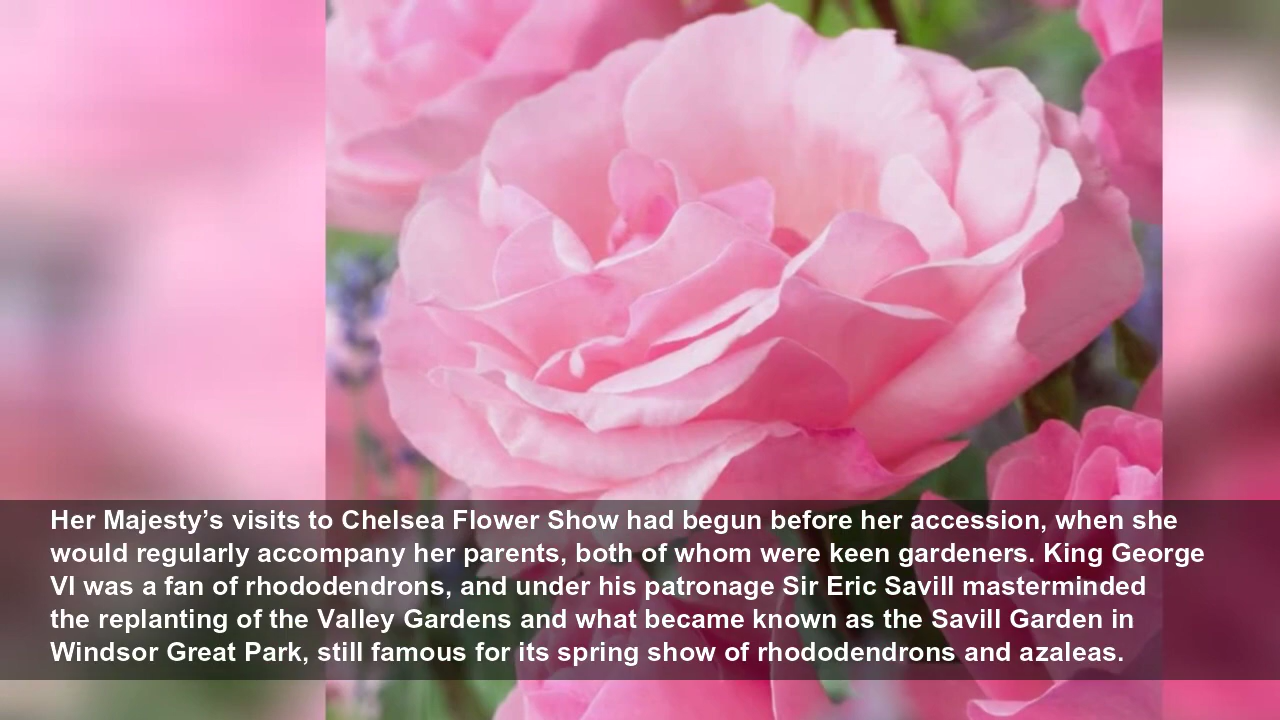 Her Majesty’s visits to Chelsea Flower Show had begun before her accession, when she
would regularly accompany her parents, both of whom were keen gardeners. King George
VI was a fan of rhododendrons, and under his patronage Sir Eric Savill masterminded
the replanting of the Valley Gardens and what became known as the Savill Garden in
Windsor Great Park, still famous for its spring show of rhododendrons and azaleas.